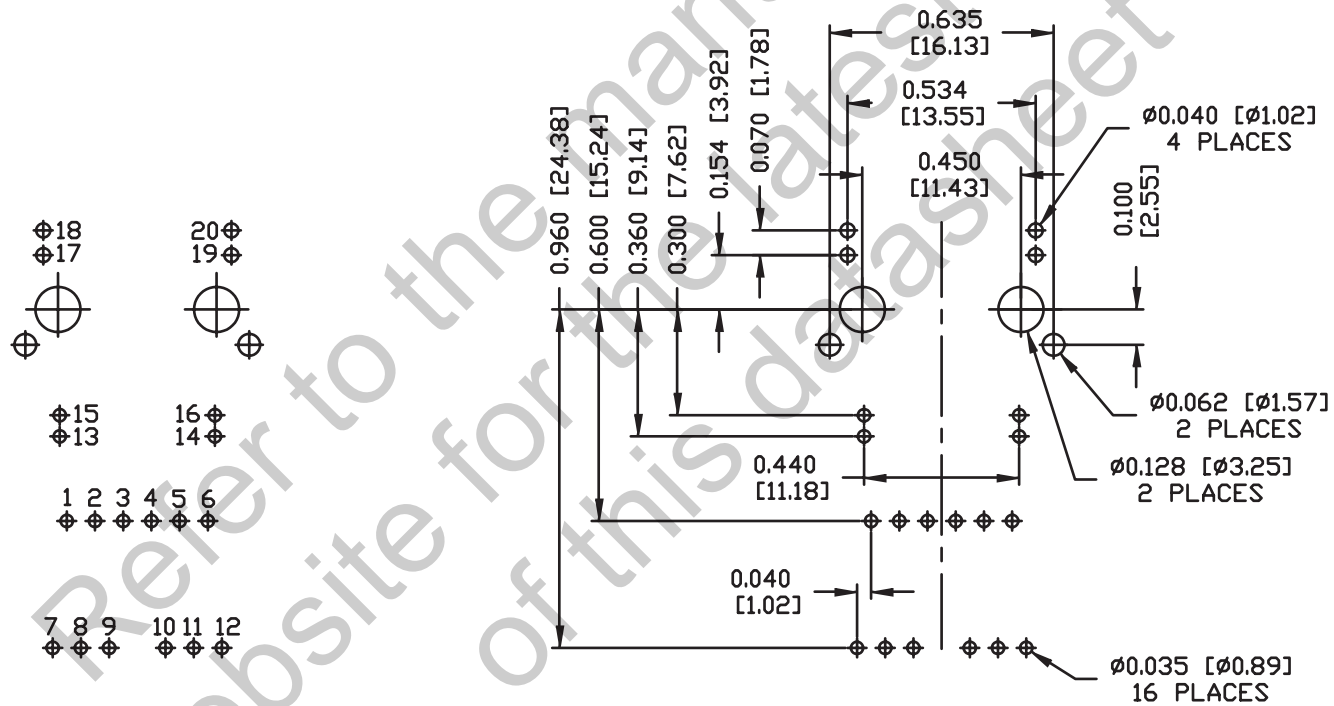 0.635
[16.13]
0.534
[13.55]
0.450
[11.43]
0.960 [24.38]
0.600 [15.24]
0.360 [9.14]
0.300 [7.62]
0.154 [3.92]
0.070 [1.78]
ø0.040 [ø1.02]
4 PLACES
0.100
[2.55]
18
17
20
19
15
13
16
14
1 2 3 4 5 6
7 8 9 10 11 12
0.440
[11.18]
0.040
[1.02]
ø0.062 [ø1.57]
2 PLACES
ø0.128 [ø3.25]
2 PLACES
ø0.035 [ø0.89]
16 PLACES
Refer to the
for the latest
of this datasheet